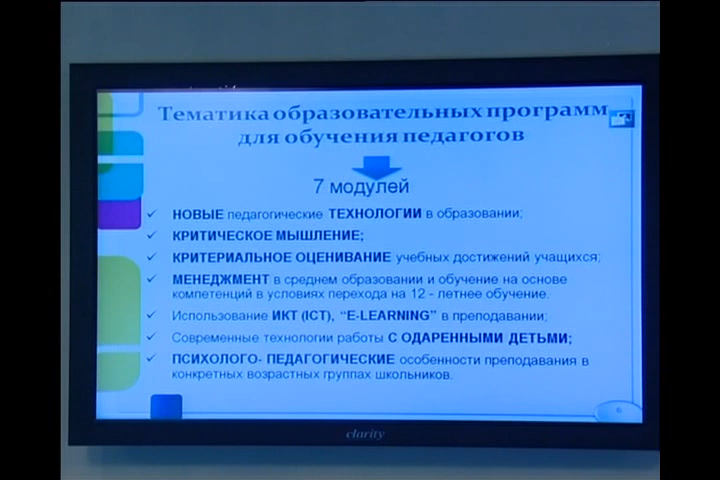 Тематика образовательных программ
для обучения педагогов
7 модулей
НОВЫЕ педагогические ТЕХНОЛОГИИ в образовании;
КРИТИЧЕСКОЕ МЫШЛЕНИЕ;
КРИТЕРИАЛЬНОЕ ОЦЕНИВАНИЕ учебных достижений учащихся;
МЕНЕДЖМЕНТ в среднем образовании и обучение на основе
компетенций в условиях перехода на 12 - летнее обучение.
Использование ИКТ (ICT), “E-LEARNING” в преподавании;
Современные технологии работы С ОДАРЕННЫМИ ДЕТЬМИ;
ПСИХОЛОГО- ПЕДАГОГИЧЕСКИЕ особенности преподавания в
конкретных возрастных группах школьников.
6
clarity